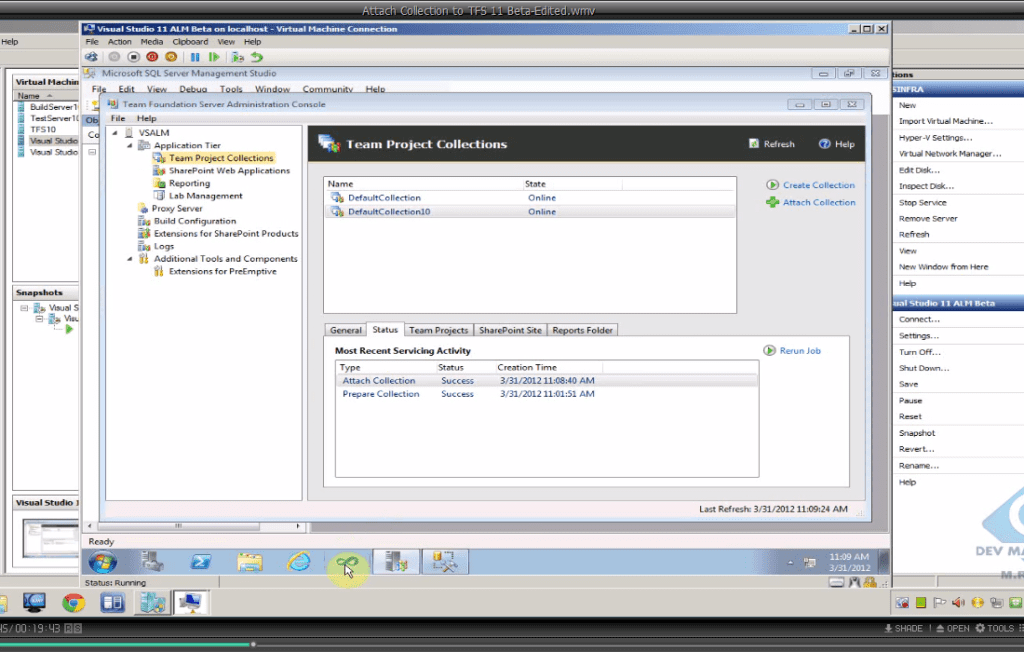 Attach Collection to TFS 11 Beta-Edited.wmv
Help
Visual Studio 11 ALM Beta on localhost - Virtual Machine Connection
File Action Media Clipboard View Help
Microsoft SQL Server Management Studio
File Edit View Debug Tools Window Community Help
Team Foundation Server Administration Console
File Help
Virtual Machin
Name
BuildServer1
TestServer10
TFS10
Visual Studio
Visual Studio
VSALM
Application Tier
Team Project Collections
SharePoint Web Applications
Reporting
Lab Management
Proxy Server
Build Configuration
Extensions for SharePoint Products
Logs
Additional Tools and Components
Extensions for PreEmptive
Team Project Collections
Refresh
Help
Name State
DefaultCollection Online
DefaultCollection10 Online
Create Collection
Attach Collection
General Status Team Projects SharePoint Site Reports Folder
Most Recent Servicing Activity
Rerun Job
Type Status Creation Time
Attach Collection Success 3/31/2012 11:08:40 AM
Prepare Collection Success 3/31/2012 11:01:51 AM
Last Refresh: 3/31/2012 11:09:24 AM
Snapshots
Visual S
Visu
Visual Studio 1
Ready
11:09 AM
3/31/2012
Status: Running
ions
SINFRA
New
Import Virtual Machine...
Hyper-V Settings...
Virtual Network Manager...
Edit Disk...
Inspect Disk...
Stop Service
Remove Server
Refresh
View
New Window from Here
Help
ual Studio 11 ALM Beta
Connect...
Settings...
Turn Off...
Shut Down...
Save
Pause
Reset
Snapshot
Revert...
Rename...
Help
DEV MA
M.R
45/00:19:43
SHADE OPEN TOOLS